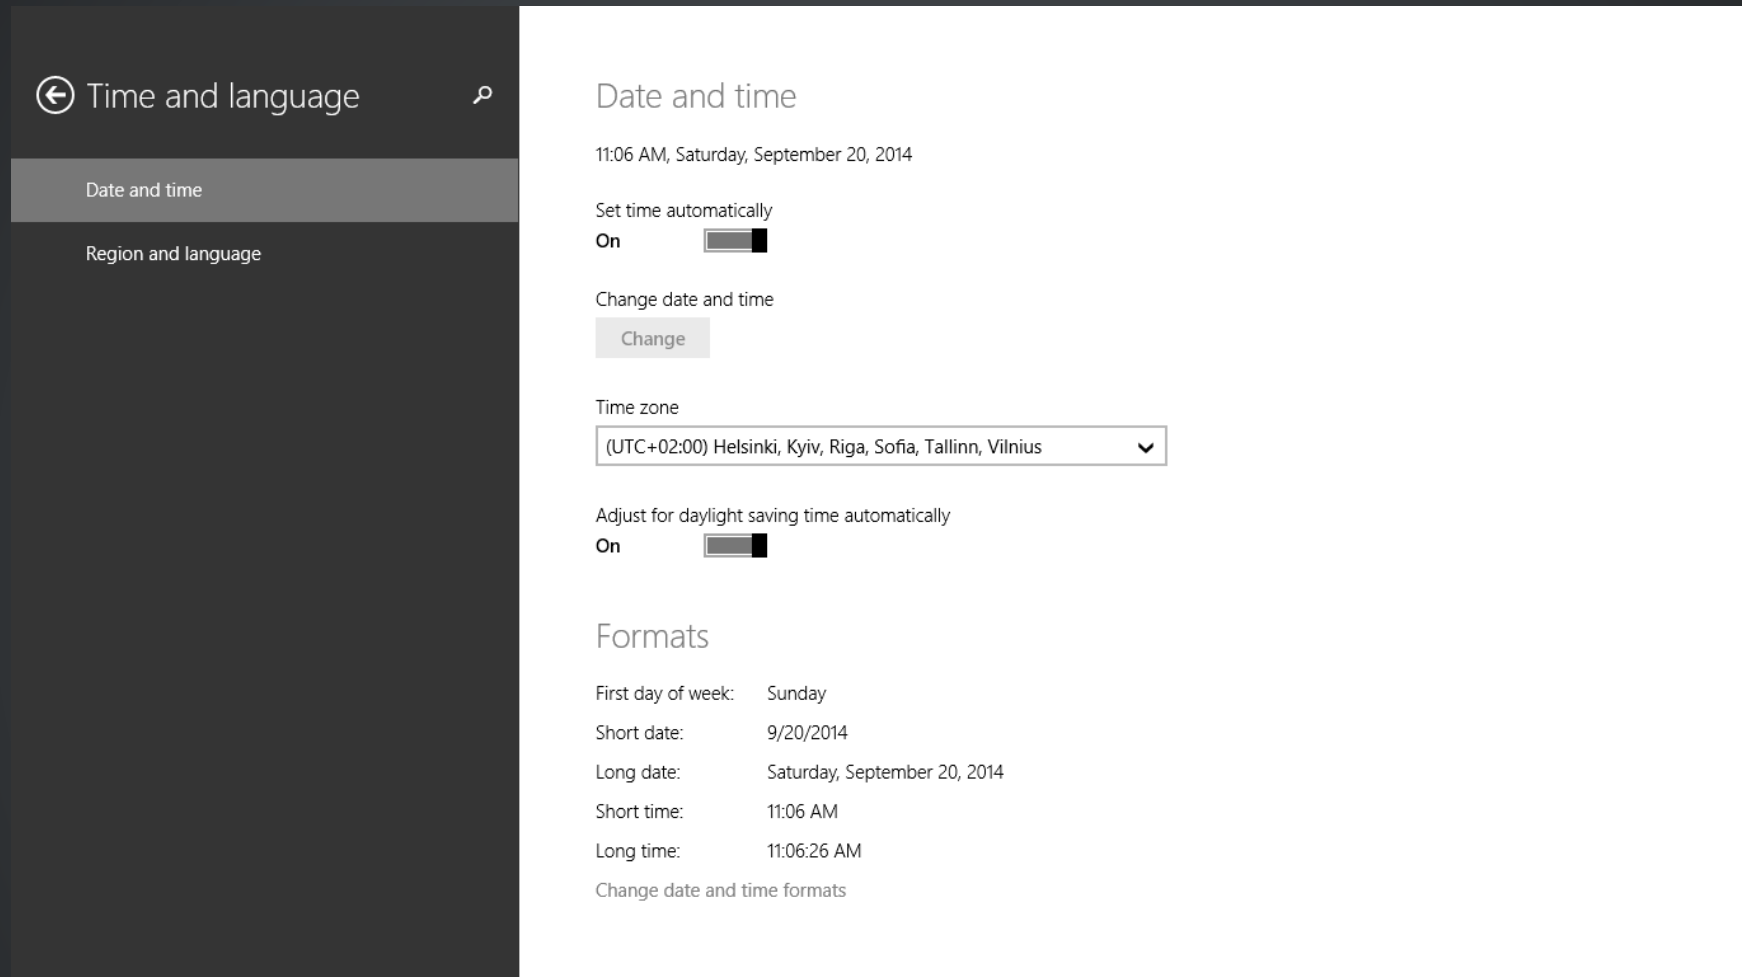 Time and language
Date and time
Region and language
Date and time
11:06 AM, Saturday, September 20, 2014
Set time automatically
On
Change date and time
Change
Time zone
(UTC+02:00) Helsinki, Kyiv, Riga, Sofia, Tallinn, Vilnius
Adjust for daylight saving time automatically
On
Formats
First day of week: Sunday
Short date: 9/20/2014
Long date: Saturday, September 20, 2014
Short time: 11:06 AM
Long time: 11:06:26 AM
Change date and time formats